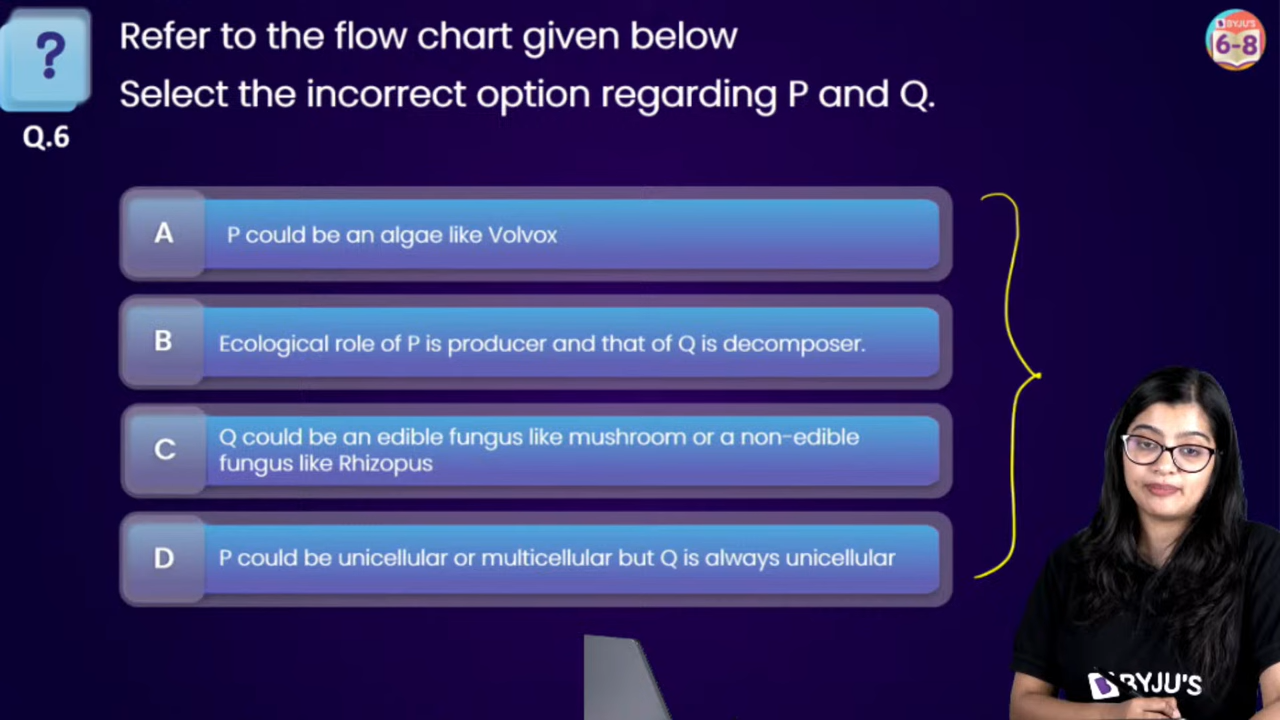 ?
Q.6
Refer to the flow chart given below
Select the incorrect option regarding P and Q.
BYJU'S
6-8
A
P could be an algae like Volvox
B
Ecological role of P is producer and that of Q is decomposer.
C
Q could be an edible fungus like mushroom or a non-edible
fungus like Rhizopus
D
P could be unicellular or multicellular but Q is always unicellular
BYJU'S